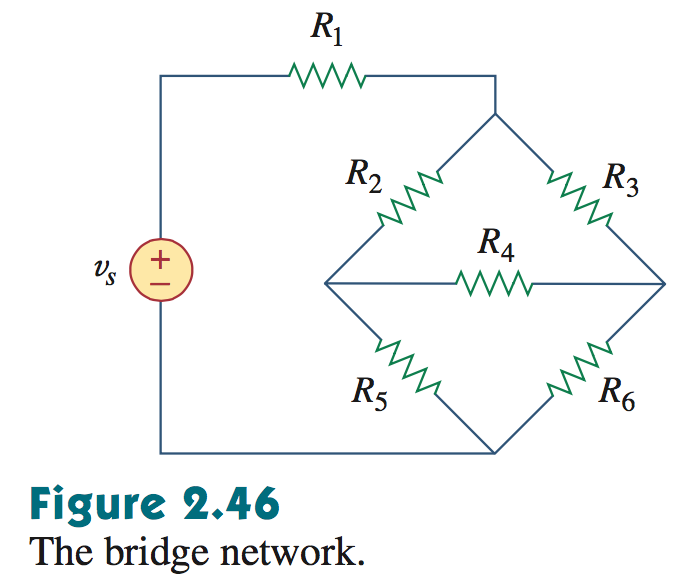 R1
R2
R3
R4
vs
+
−
R5
R6
Figure 2.46
The bridge network.